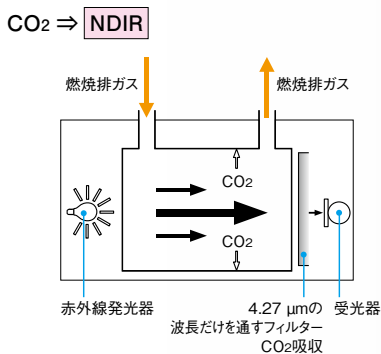 CO2 ⇒ NDIR
燃焼排ガス
燃焼排ガス
CO2
CO2
赤外線発光器
4.27 μmの
波長だけを通すフィルター
CO2吸収
受光器